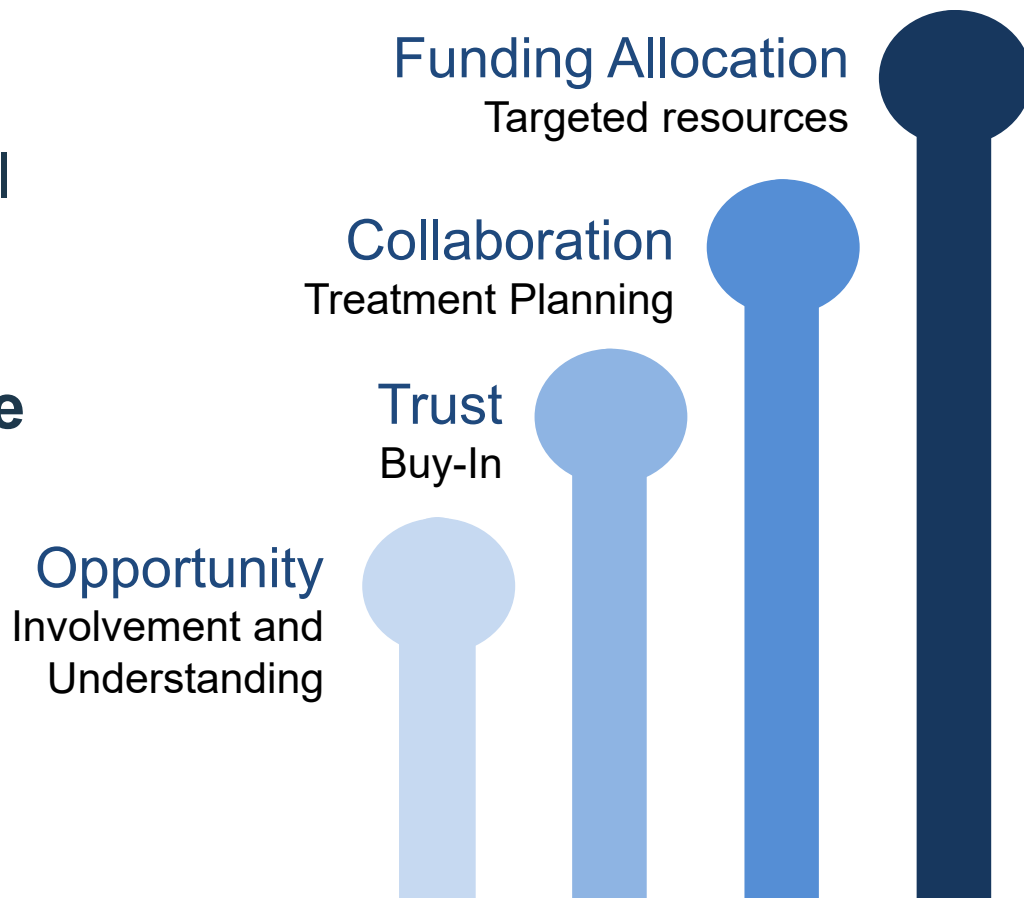 Funding Allocation
Targeted resources
Collaboration
Treatment Planning
Trust
Buy-In
Opportunity
Involvement and
Understanding